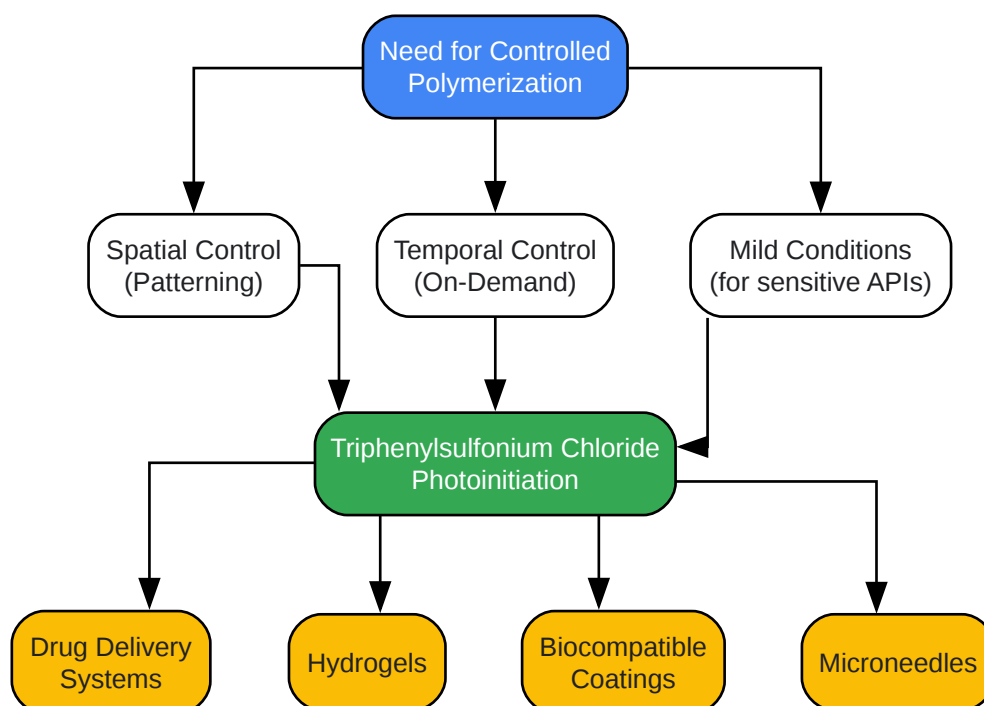 Need for Controlled
Polymerization
Spatial Control
(Patterning)
Temporal Control
(On-Demand)
Mild Conditions
(for sensitive APIs)
Triphenylsulfonium Chloride
Photoinitiation
Drug Delivery
Systems
Hydrogels
Biocompatible
Coatings
Microneedles